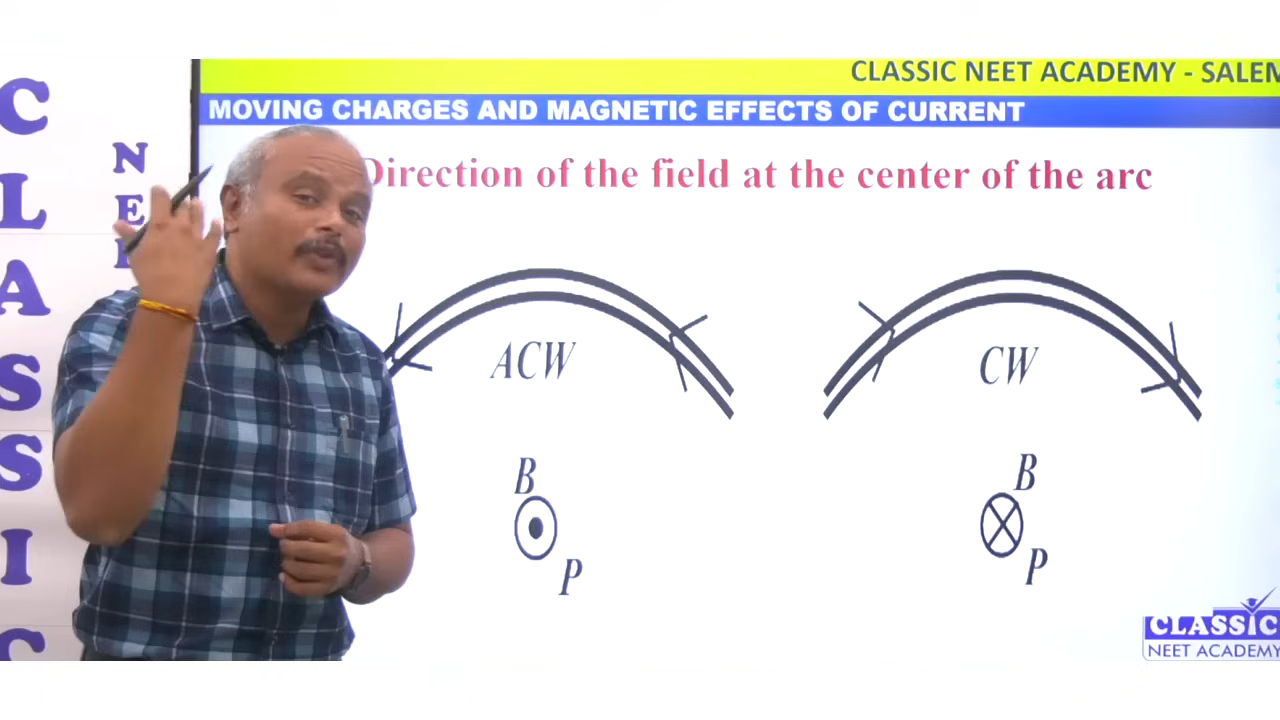 CLASSIC NEET ACADEMY - SALEM
MOVING CHARGES AND MAGNETIC EFFECTS OF CURRENT
Direction of the field at the center of the arc
ACW
CW
B
P
B
P
CLASSIC
NEET ACADEMY
C
L
A
S
S
I
C
N
E